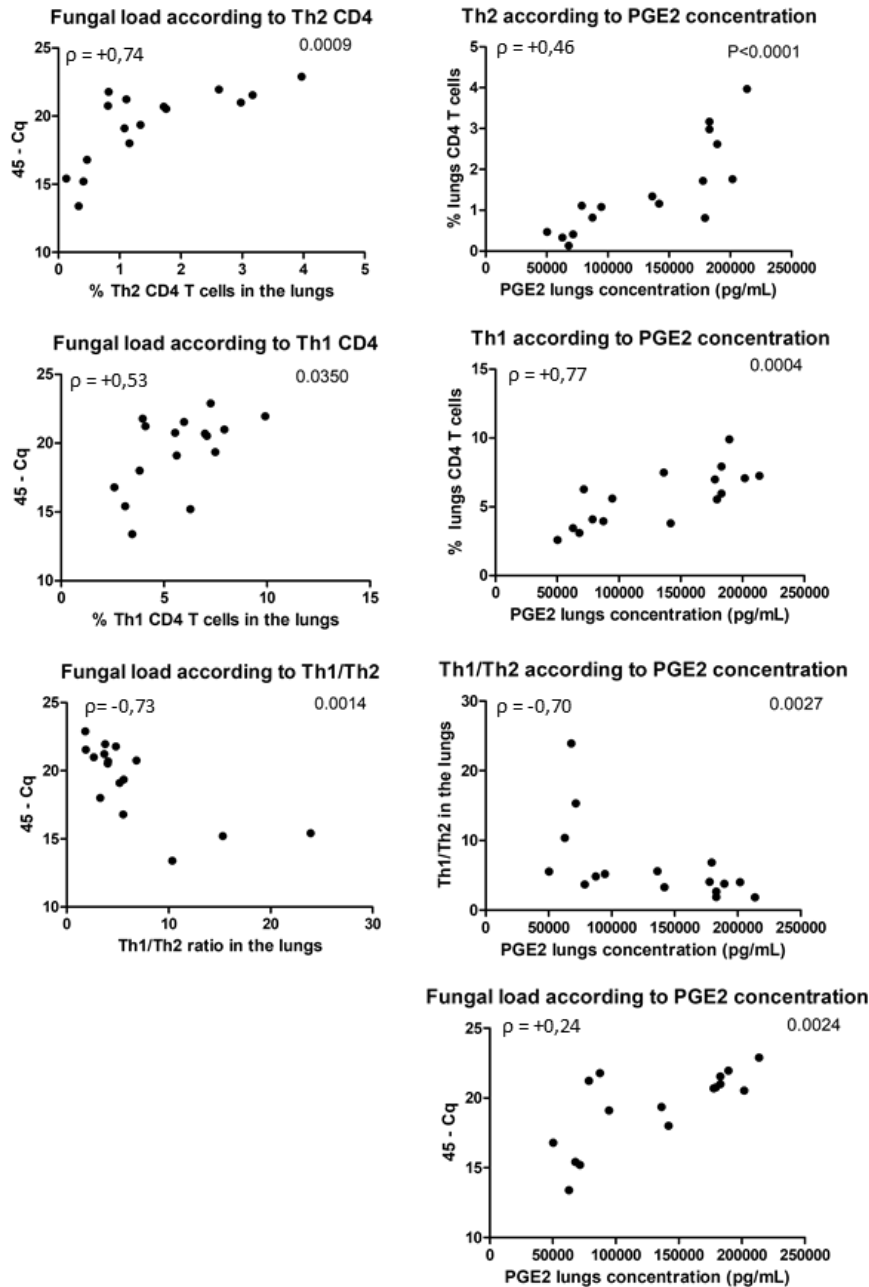 Fungal load according to Th2 CD4
ρ = +0,74
0.0009
25
20
15
10
45 - Cq
0
1
2
3
4
5
% Th2 CD4 T cells in the lungs
Th2 according to PGE2 concentration
ρ = +0,46
P<0.0001
5
4
3
2
1
0
% lungs CD4 T cells
0
50000
100000
150000
200000
250000
PGE2 lungs concentration (pg/mL)
Fungal load according to Th1 CD4
ρ = +0,53
0.0350
25
20
15
10
45 - Cq
0
5
10
15
% Th1 CD4 T cells in the lungs
Th1 according to PGE2 concentration
ρ = +0,77
0.0004
15
10
5
0
% lungs CD4 T cells
0
50000
100000
150000
200000
250000
PGE2 lungs concentration (pg/mL)
Fungal load according to Th1/Th2
ρ= -0,73
0.0014
25
20
15
10
45 - Cq
0
10
20
30
Th1/Th2 ratio in the lungs
Th1/Th2 according to PGE2 concentration
ρ = -0,70
0.0027
30
20
10
0
Th1/Th2 in the lungs
0
50000
100000
150000
200000
250000
PGE2 lungs concentration (pg/mL)
Fungal load according to PGE2 concentration
ρ = +0,24
0.0024
25
20
15
10
45 - Cq
0
50000
100000
150000
200000
250000
PGE2 lungs concentration (pg/mL)